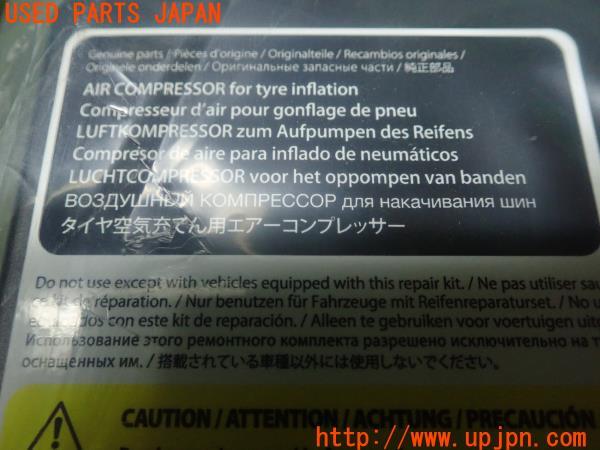 USED PARTS JAPAN
Genuine parts / Pièces d'origine / Originalteile / Recambios originales /
Originele onderdelen / Оригинальные запасные части / 純正部品
AIR COMPRESSOR for tyre inflation
Compresseur d'air pour gonflage de pneu
LUFTKOMPRESSOR zum Aufpumpen des Reifens
Compresor de aire para inflado de neumáticos
LUCHTCOMPRESSOR voor het oppompen van banden
ВОЗДУШНЫЙ КОМПРЕССОР для накачивания шин
タイヤ空気充てん用エアーコンプレッサー
Do not use except with vehicles equipped with this repair kit. / Ne pas utiliser
ce kit de réparation. / Nur benutzen für Fahrzeuge mit Reifenreparaturset. / No
con este kit de reparación. / Alleen te gebruiken voor voertuigen
Использование этого ремонтного комплекта разрешено исключительно на
оснащенных им. / 搭載されている車種以外には使用しないでください。
CAUTION / ATTENTION / ACHTUNG / PRECAUCIÓN
http://www.upjpn.com/